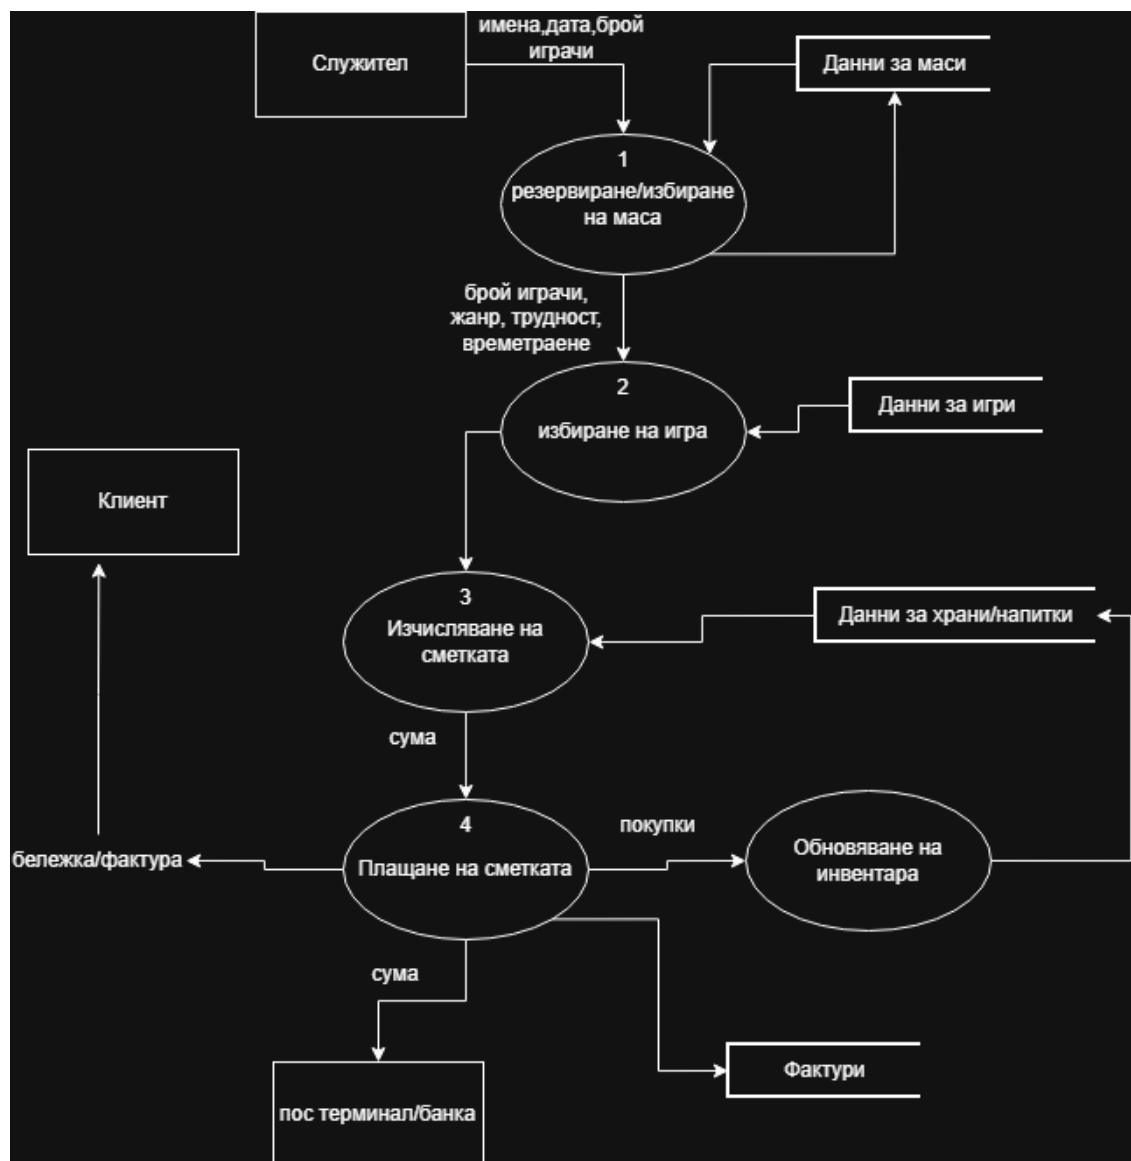 имена,дата,брой
играчи
Служител
Данни за маси
1
резервиране/избиране
на маса
брой играчи,
жанр, трудност,
времетраене
2
избиране на игра
Данни за игри
Клиент
3
Изчисляване на
сметката
Данни за храни/напитки
сума
4
Плащане на сметката
покупки
Обновяване на
инвентара
бележка/фактура
сума
Фактури
пос терминал/банка